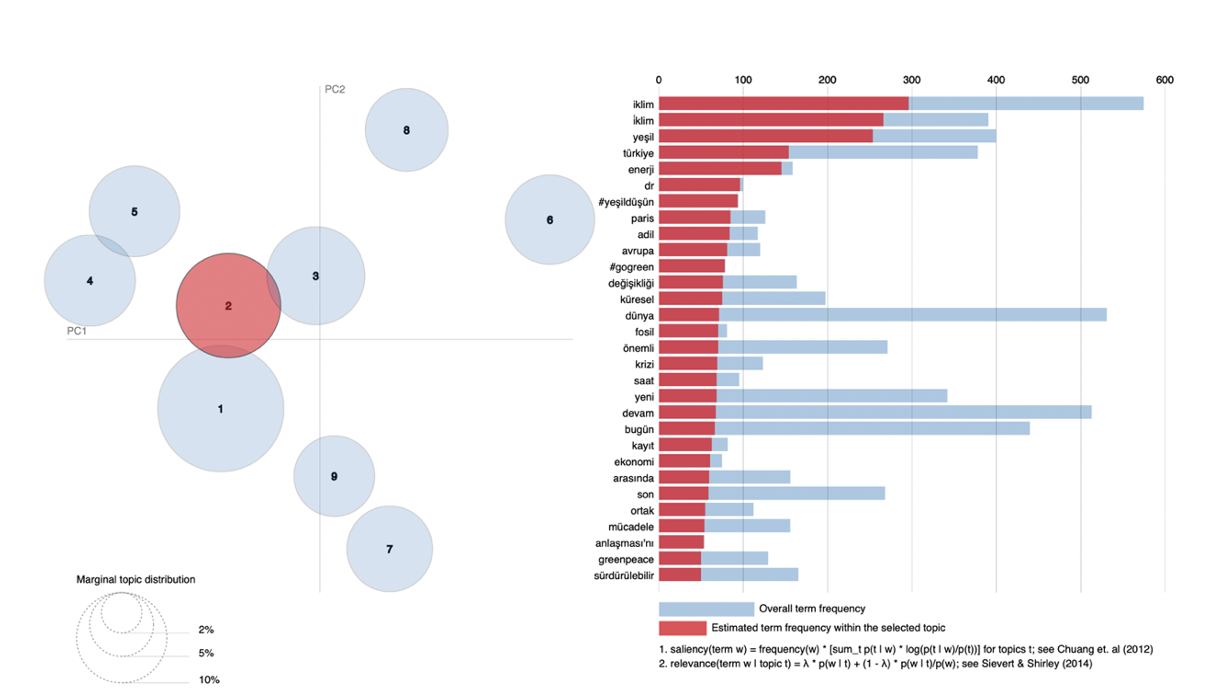 PC2
8
5
6
3
4
2
PC1
1
9
7
Marginal topic distribution
2%
5%
10%
0 100 200 300 400 500 600
iklim
i̇klim
yeşil
türkiye
enerji
dr
#yeşildüşün
paris
adil
avrupa
#gogreen
değişikliği
küresel
dünya
fosil
önemli
krizi
saat
yeni
devam
bugün
kayıt
ekonomi
arasında
son
ortak
mücadele
anlaşması'nı
greenpeace
sürdürülebilir
Overall term frequency
Estimated term frequency within the selected topic
1. saliency(term w) = frequency(w) * [sum_t p(t | w) * log(p(t | w)/p(t))] for topics t; see Chuang et. al (2012)
2. relevance(term w | topic t) = λ * p(w | t) + (1 - λ) * p(w | t)/p(w); see Sievert & Shirley (2014)